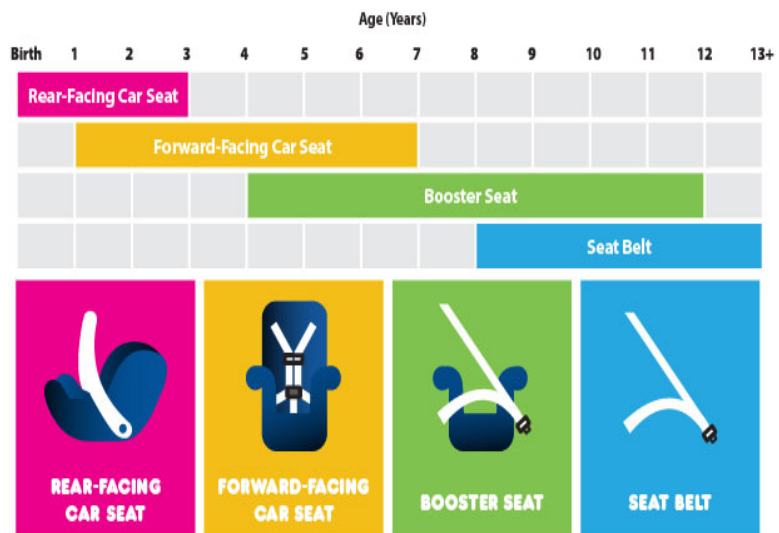 Age (Years)
Birth 1 2 3 4 5 6 7 8 9 10 11 12 13+
Rear-Facing Car Seat
Forward-Facing Car Seat
Booster Seat
Seat Belt
REAR-FACING
CAR SEAT
FORWARD-FACING
CAR SEAT
BOOSTER SEAT
SEAT BELT